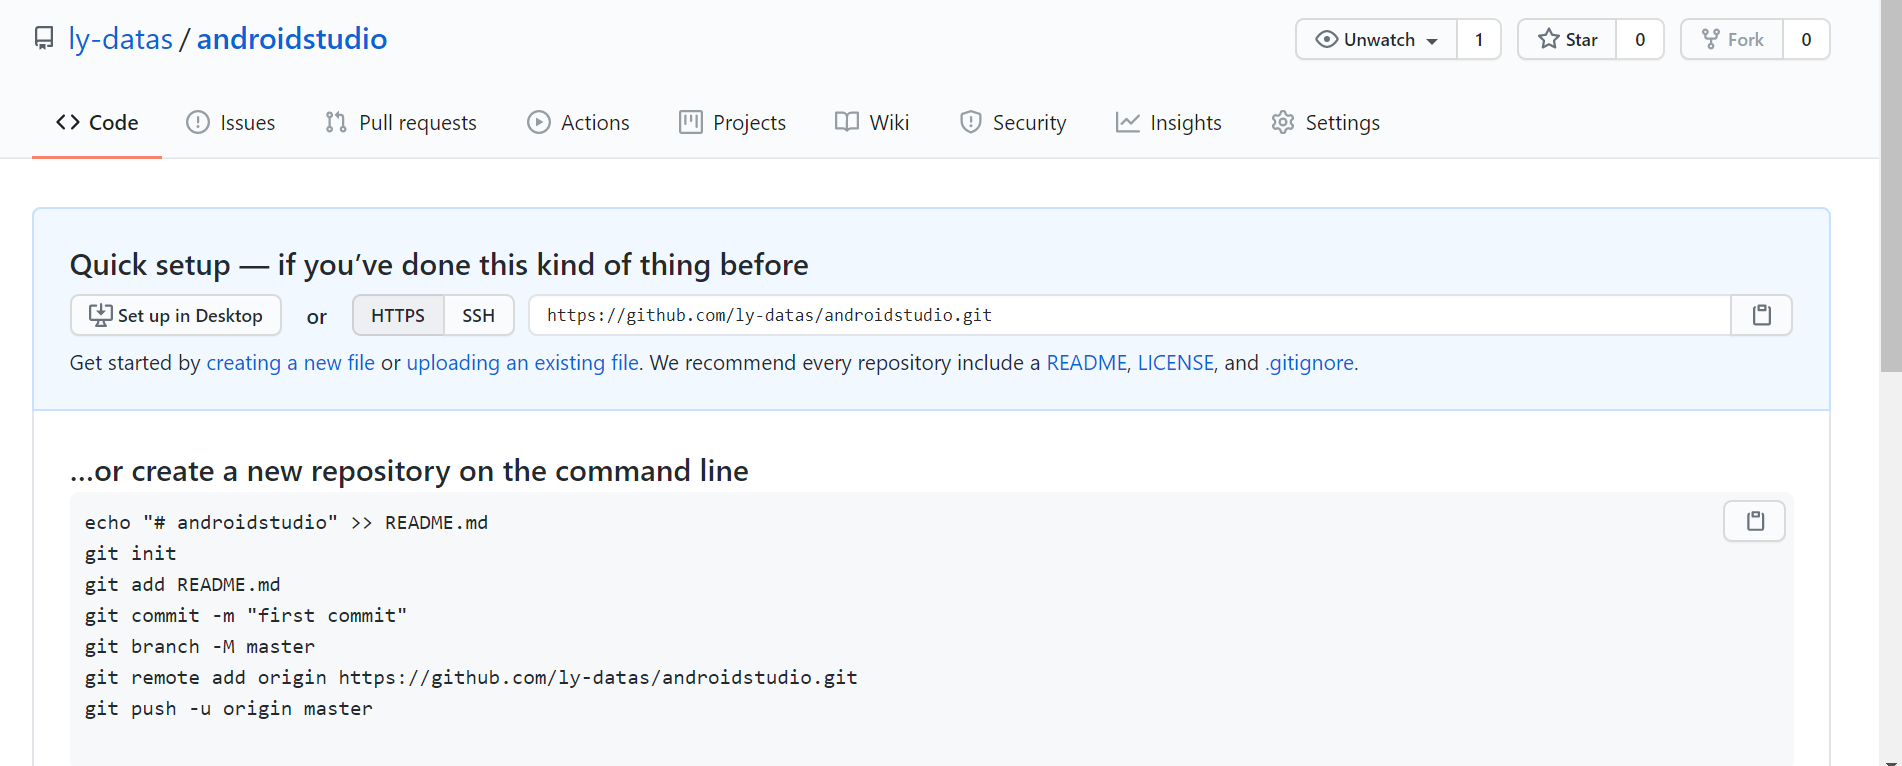 ly-datas / androidstudio
Unwatch 1 Star 0 Fork 0
Code Issues Pull requests Actions Projects Wiki Security Insights Settings
Quick setup — if you’ve done this kind of thing before
Set up in Desktop or HTTPS SSH https://github.com/ly-datas/androidstudio.git
Get started by creating a new file or uploading an existing file. We recommend every repository include a README, LICENSE, and .gitignore.
…or create a new repository on the command line
echo "# androidstudio" >> README.md
git init
git add README.md
git commit -m "first commit"
git branch -M master
git remote add origin https://github.com/ly-datas/androidstudio.git
git push -u origin master